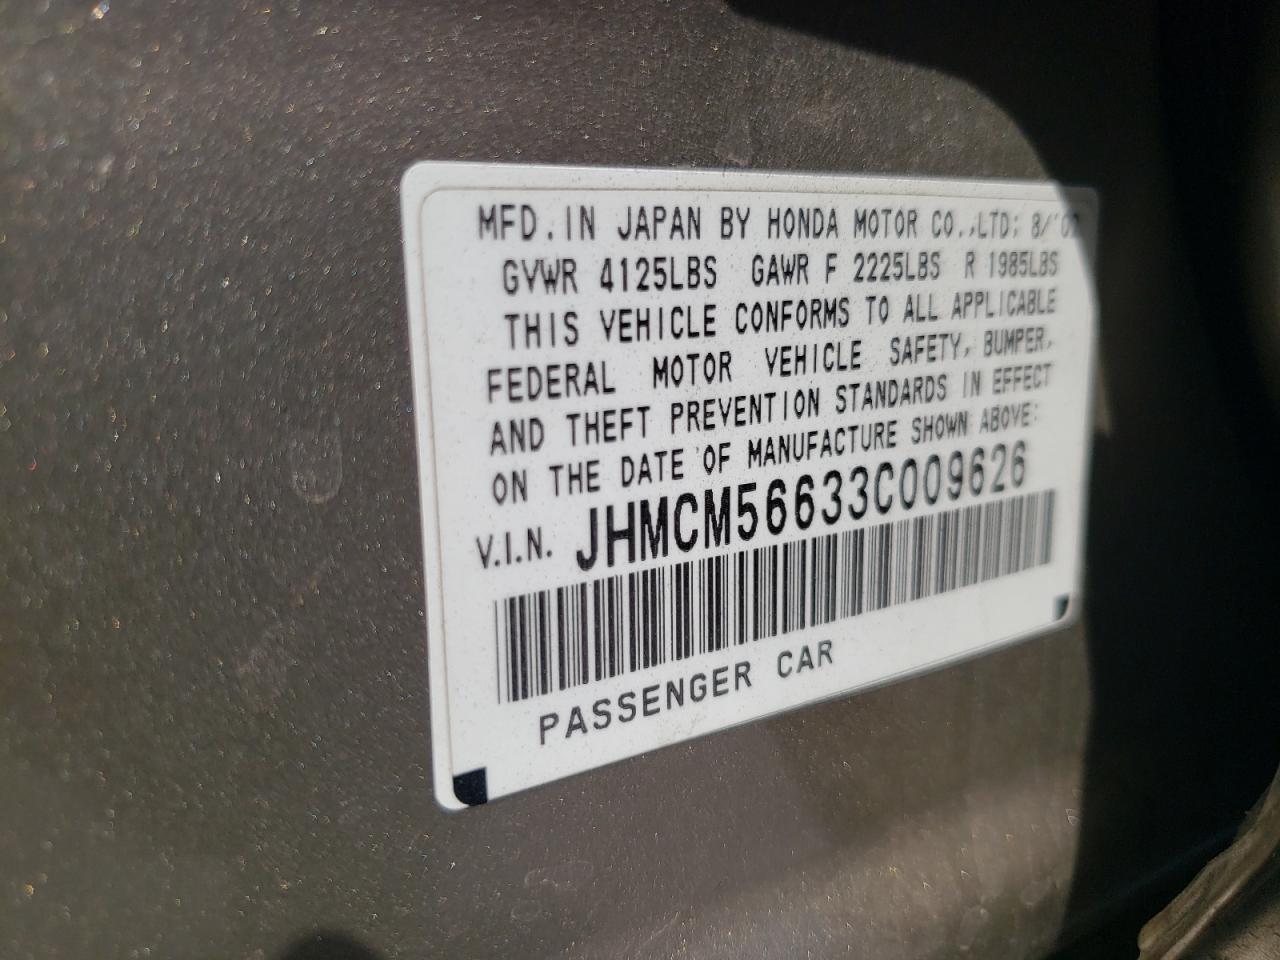 MFD. IN JAPAN BY HONDA MOTOR CO.,LTD; 8/'02
GVWR 4125LBS GAWR F 2225LBS R 1985LBS
THIS VEHICLE CONFORMS TO ALL APPLICABLE
FEDERAL MOTOR VEHICLE SAFETY, BUMPER,
AND THEFT PREVENTION STANDARDS IN EFFECT
ON THE DATE OF MANUFACTURE SHOWN ABOVE:
V.I.N. JHMCM56633C009626
PASSENGER CAR